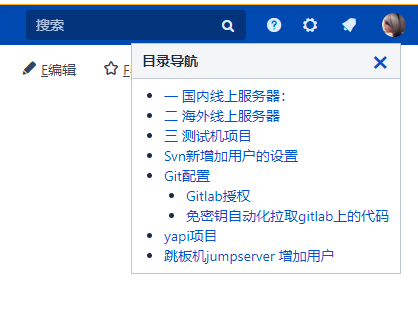 搜索
E编辑
目录导航
一 国内线上服务器：
二 海外线上服务器
三 测试机项目
Svn新增加用户的设置
Git配置
Gitlab授权
免密钥自动化拉取gitlab上的代码
yapi项目
跳板机jumpserver 增加用户